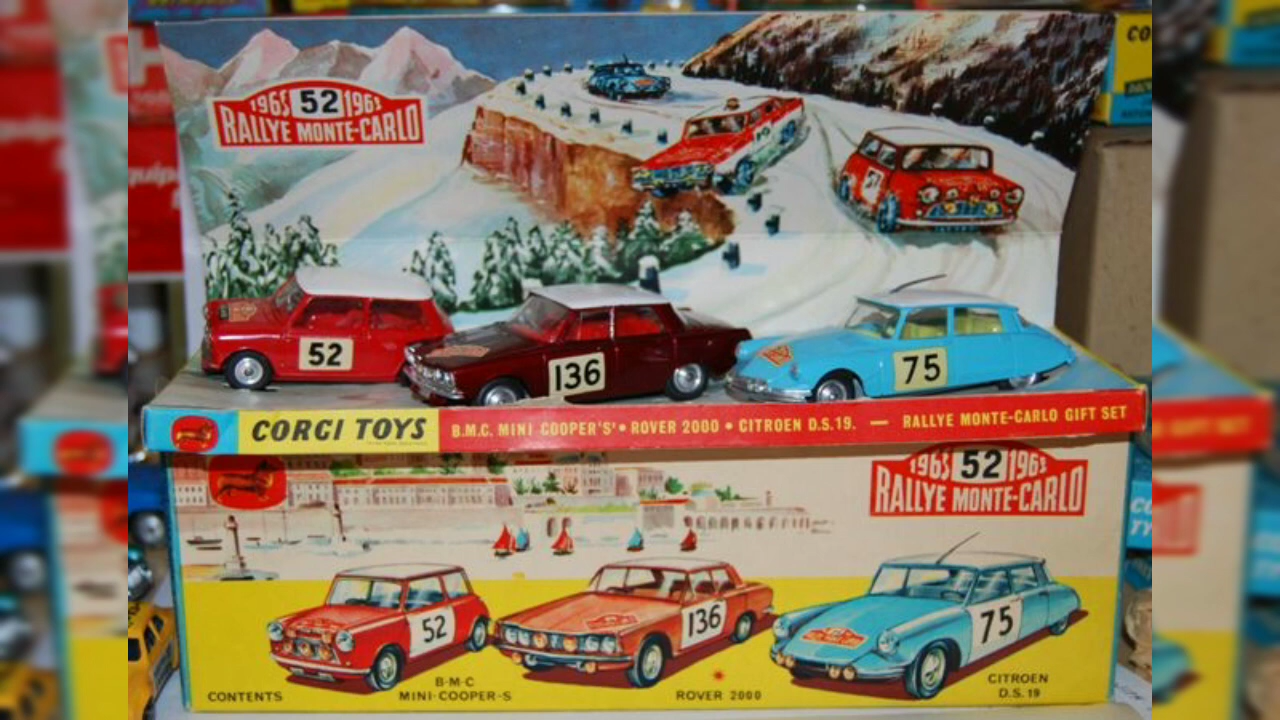 1965 52 1965
RALLYE MONTE-CARLO
52
136
75
CORGI TOYS
B.M.C. MINI COOPER'S' • ROVER 2000 • CITROEN D.S.19. — RALLYE MONTE-CARLO GIFT SET
1965 52 1965
RALLYE MONTE-CARLO
52
136
75
CONTENTS
B·M·C
MINI-COOPER-S
ROVER 2000
CITROEN
D.S.19
CO